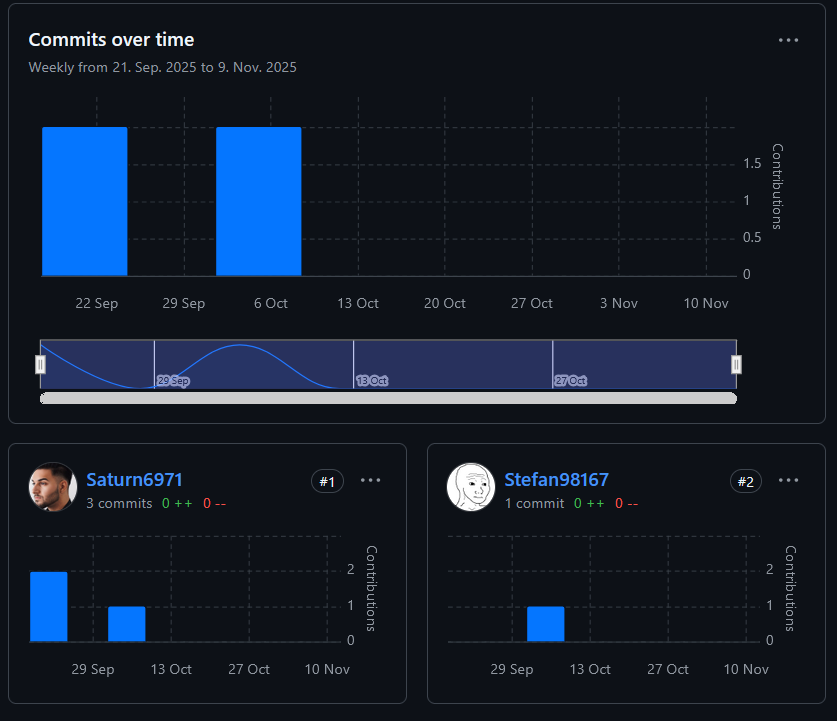 Commits over time
Weekly from 21. Sep. 2025 to 9. Nov. 2025
1.5
1
0.5
0
Contributions
22 Sep 29 Sep 6 Oct 13 Oct 20 Oct 27 Oct 3 Nov 10 Nov
29 Sep 13 Oct 27 Oct
Saturn6971 #1
3 commits 0 ++ 0 --
2
1
0
Contributions
29 Sep 13 Oct 27 Oct 10 Nov
Stefan98167 #2
1 commit 0 ++ 0 --
2
1
0
Contributions
29 Sep 13 Oct 27 Oct 10 Nov